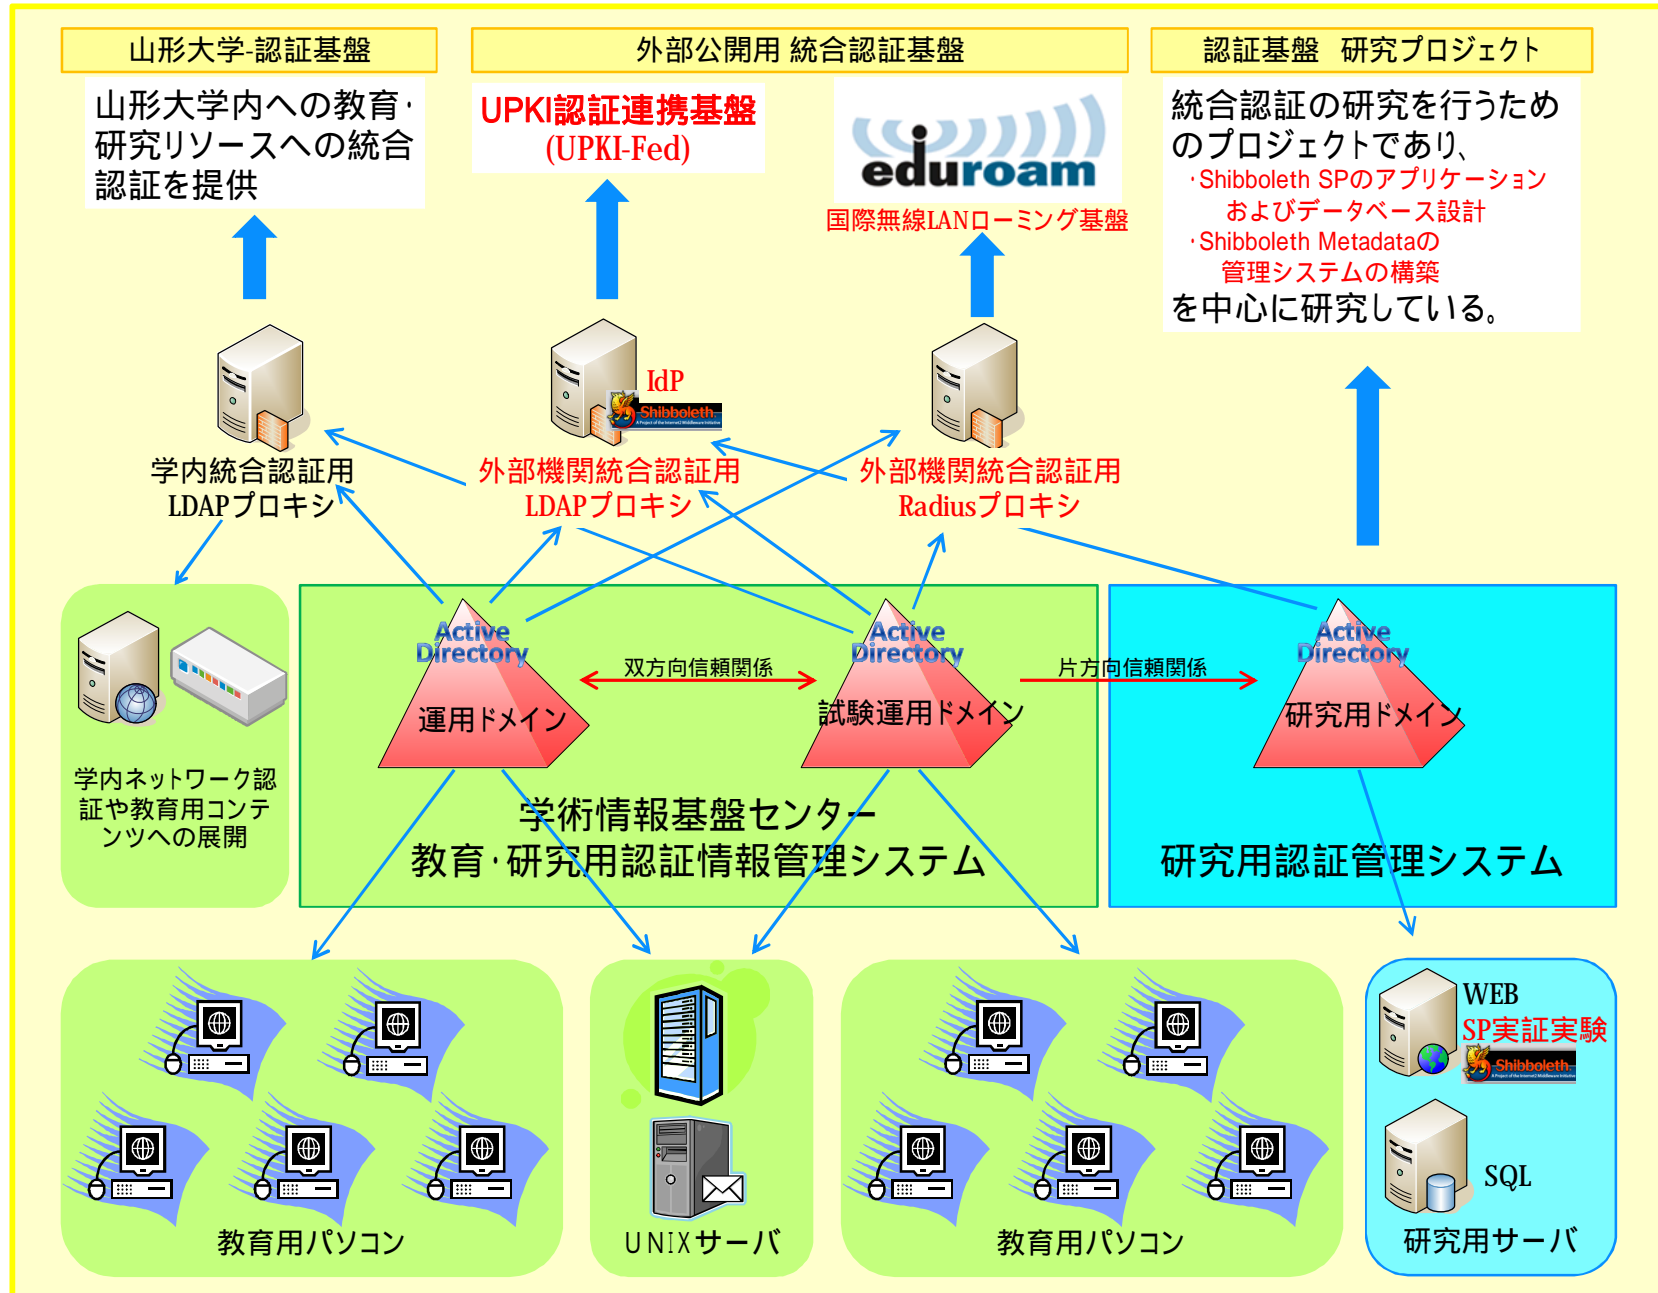 山形大学-認証基盤
外部公開用 統合認証基盤
認証基盤 研究プロジェクト
山形大学内への教育・
研究リソースへの統合
認証を提供
UPKI認証連携基盤
(UPKI-Fed)
eduroam
国際無線LANローミング基盤
統合認証の研究を行うため
のプロジェクトであり、
・Shibboleth SPのアプリケーション
およびデータベース設計
・Shibboleth Metadataの
管理システムの構築
を中心に研究している。
IdP
Shibboleth.
A Project of the Internet2 Middleware Initiative
学内統合認証用
LDAPプロキシ
外部機関統合認証用
LDAPプロキシ
外部機関統合認証用
Radiusプロキシ
Active
Directory
運用ドメイン
双方向信頼関係
Active
Directory
試験運用ドメイン
片方向信頼関係
Active
Directory
研究用ドメイン
学内ネットワーク認
証や教育用コンテ
ンツへの展開
学術情報基盤センター
教育・研究用認証情報管理システム
研究用認証管理システム
教育用パソコン
UNIXサーバ
教育用パソコン
WEB
SP実証実験
Shibboleth.
A Project of the Internet2 Middleware Initiative
SQL
研究用サーバ